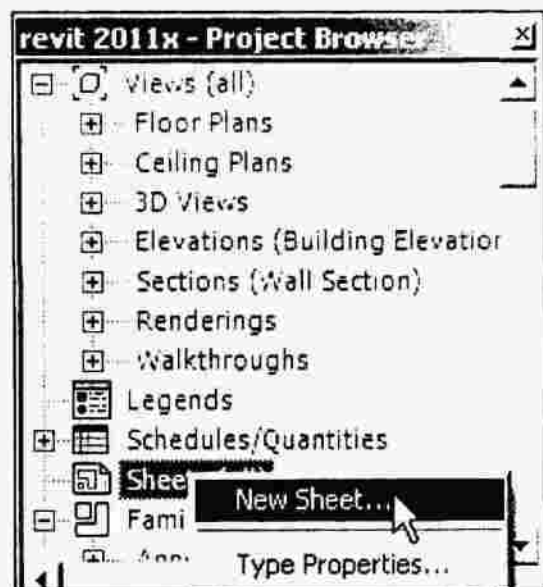 revit 2011x - Project Browser
Views (all)
Floor Plans
Ceiling Plans
3D Views
Elevations (Building Elevation
Sections (Wall Section)
Renderings
Walkthroughs
Legends
Schedules/Quantities
Shee
New Sheet...
Fami
Type Properties...